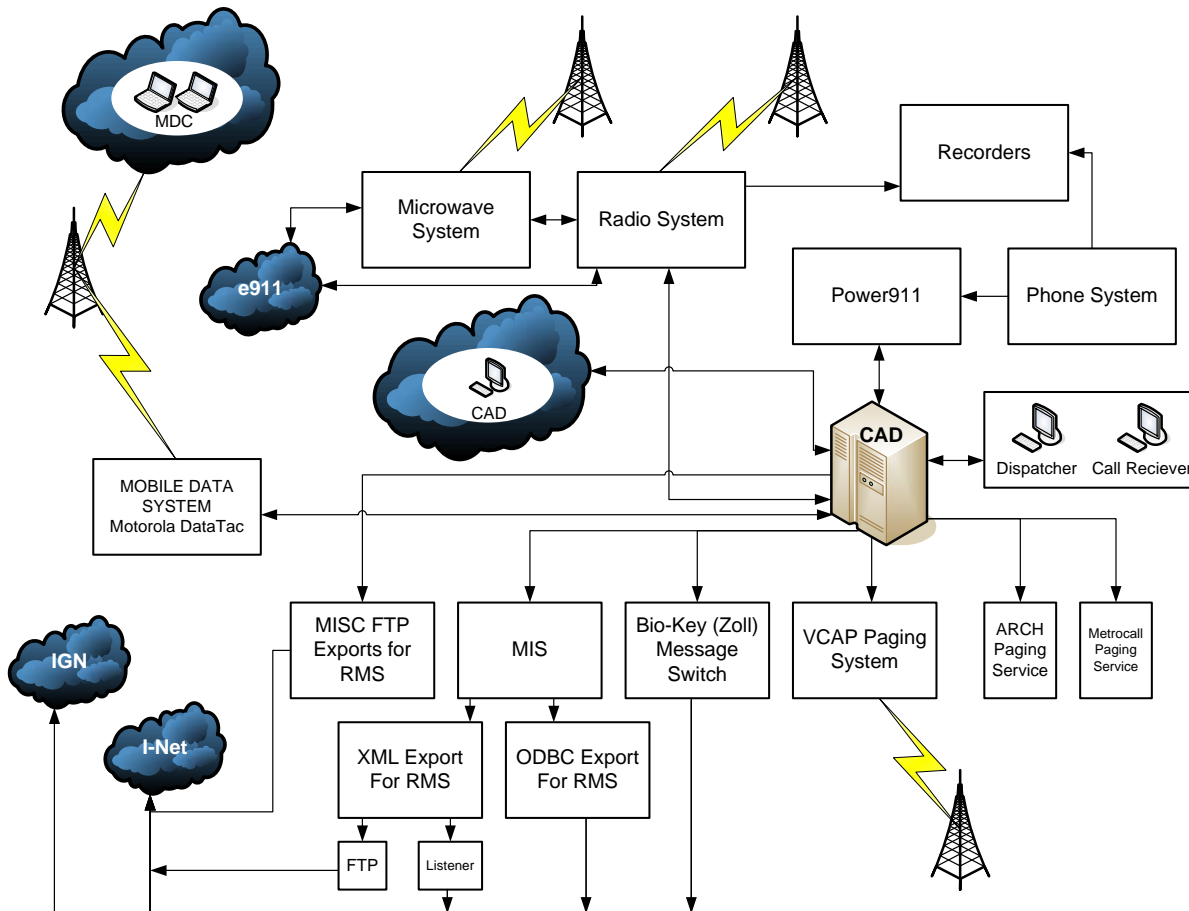 MDC
Recorders
Microwave
System
Radio System
e911
Power911
Phone System
CAD
CAD
Dispatcher
Call Reciever
MOBILE DATA
SYSTEM
Motorola DataTac
MISC FTP
Exports for
RMS
MIS
Bio-Key (Zoll)
Message
Switch
VCAP Paging
System
ARCH
Paging
Service
Metrocall
Paging
Service
IGN
I-Net
XML Export
For RMS
ODBC Export
For RMS
FTP
Listener